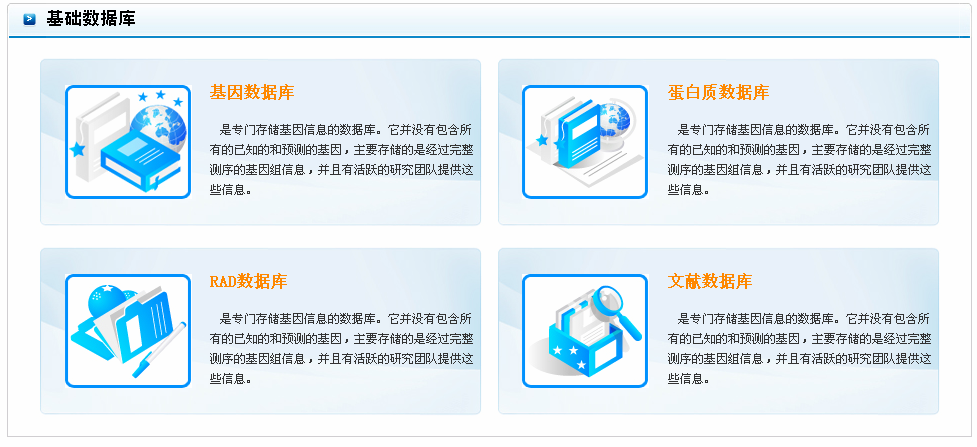 基础数据库
基因数据库
是专门存储基因信息的数据库。它并没有包含所
有的已知的和预测的基因，主要存储的是经过完整
测序的基因组信息，并且有活跃的研究团队提供这
些信息。
蛋白质数据库
是专门存储基因信息的数据库。它并没有包含所
有的已知的和预测的基因，主要存储的是经过完整
测序的基因组信息，并且有活跃的研究团队提供这
些信息。
RAD数据库
是专门存储基因信息的数据库。它并没有包含所
有的已知的和预测的基因，主要存储的是经过完整
测序的基因组信息，并且有活跃的研究团队提供这
些信息。
文献数据库
是专门存储基因信息的数据库。它并没有包含所
有的已知的和预测的基因，主要存储的是经过完整
测序的基因组信息，并且有活跃的研究团队提供这
些信息。